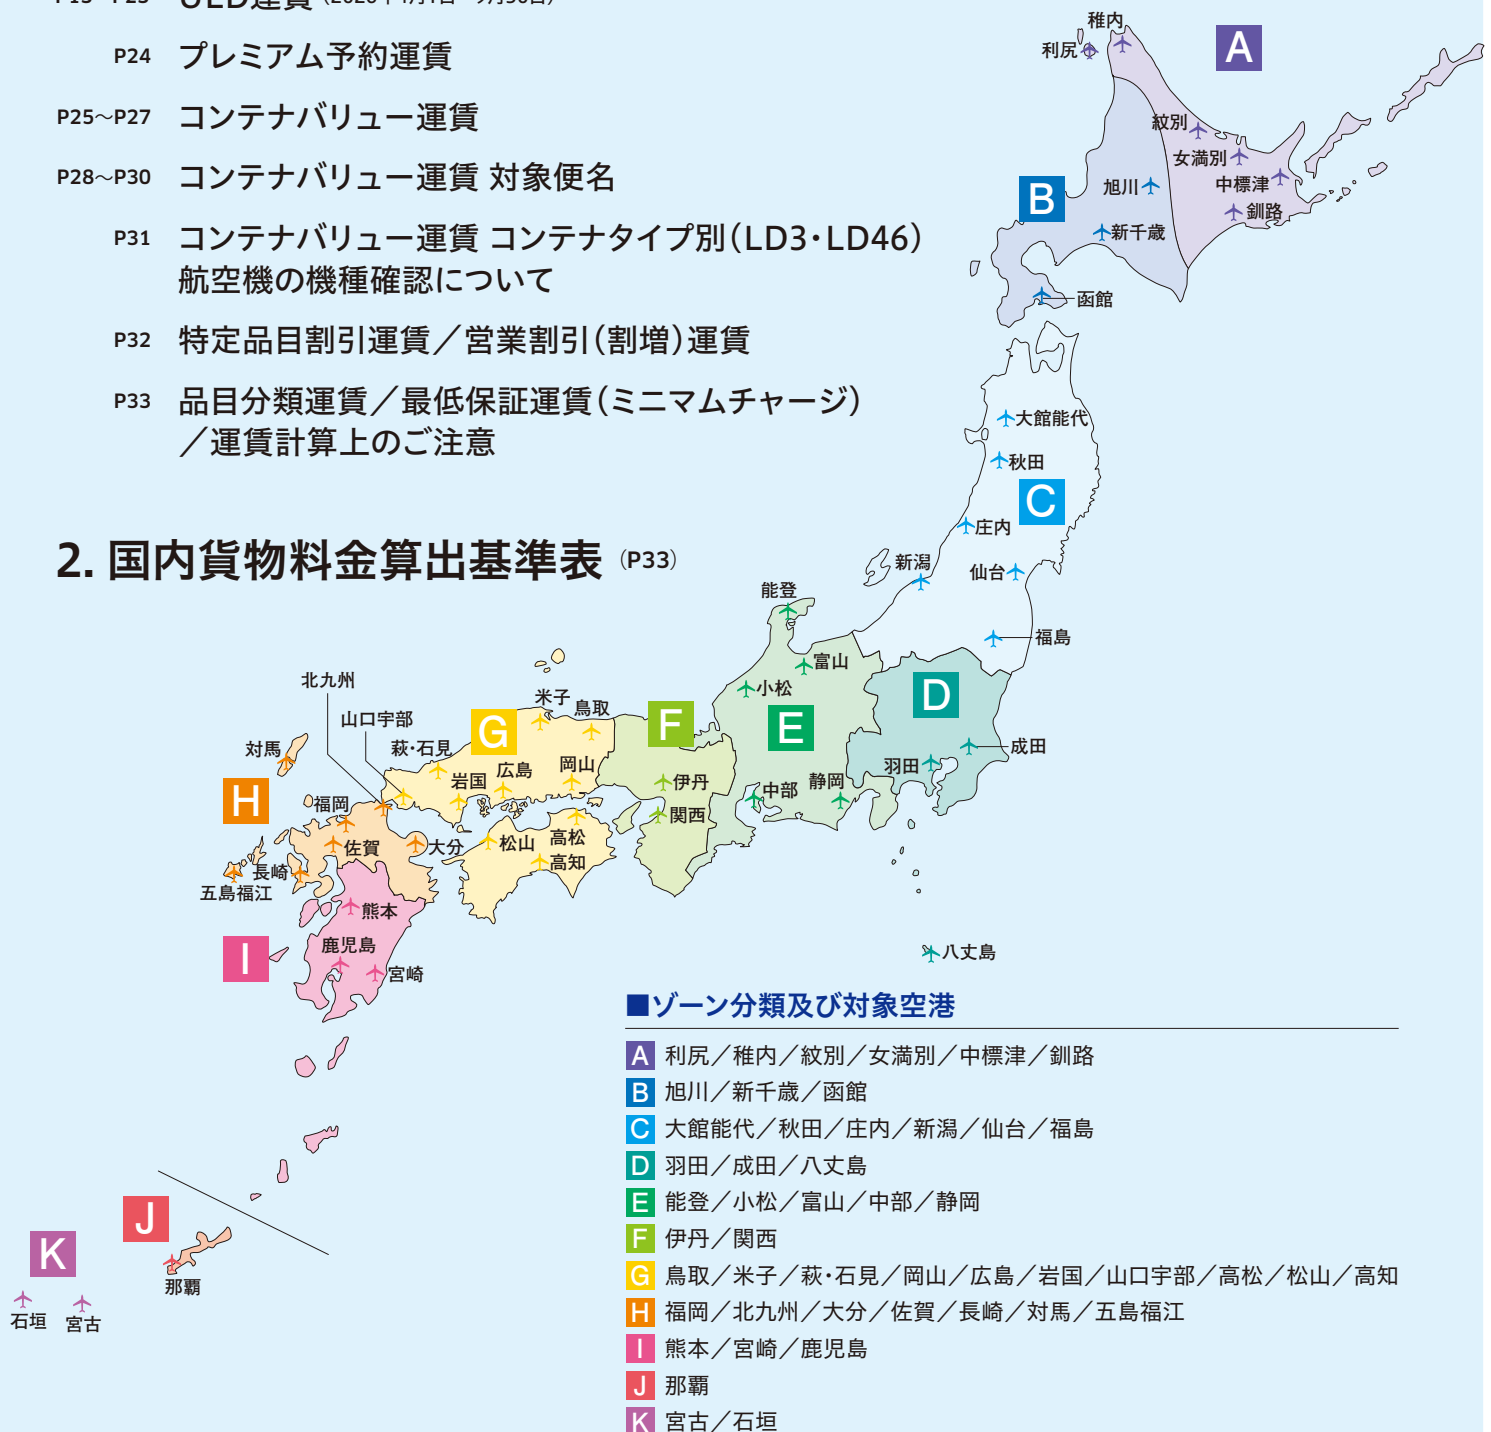 P24 プレミアム予約運賃
P25～P27 コンテナバリュー運賃
P28～P30 コンテナバリュー運賃 対象便名
P31 コンテナバリュー運賃 コンテナタイプ別（LD3・LD46）
航空機の機種確認について
P32 特定品目割引運賃／営業割引（割増）運賃
P33 品目分類運賃／最低保証運賃（ミニマムチャージ）
／運賃計算上のご注意
2. 国内貨物料金算出基準表（P33）
稚内
利尻
A
紋別
女満別
中標津
釧路
B
旭川
新千歳
函館
大館能代
秋田
C
庄内
新潟
仙台
福島
能登
富山
小松
D
E
成田
羽田
中部
静岡
八丈島
F
伊丹
関西
G
米子
鳥取
萩・石見
岩国
広島
岡山
山口宇部
北九州
松山
高松
高知
対馬
H
福岡
佐賀
大分
長崎
五島福江
I
熊本
鹿児島
宮崎
J
那覇
K
石垣
宮古
■ゾーン分類及び対象空港
A 利尻／稚内／紋別／女満別／中標津／釧路
B 旭川／新千歳／函館
C 大館能代／秋田／庄内／新潟／仙台／福島
D 羽田／成田／八丈島
E 能登／小松／富山／中部／静岡
F 伊丹／関西
G 鳥取／米子／萩・石見／岡山／広島／岩国／山口宇部／高松／松山／高知
H 福岡／北九州／大分／佐賀／長崎／対馬／五島福江
I 熊本／宮崎／鹿児島
J 那覇
K 宮古／石垣